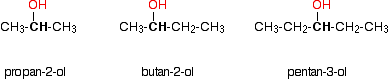 OH OH OH
CH₃-CH-CH₃ CH₃-CH-CH₂-CH₃ CH₃-CH₂-CH-CH₂-CH₃
propan-2-ol butan-2-ol pentan-3-ol